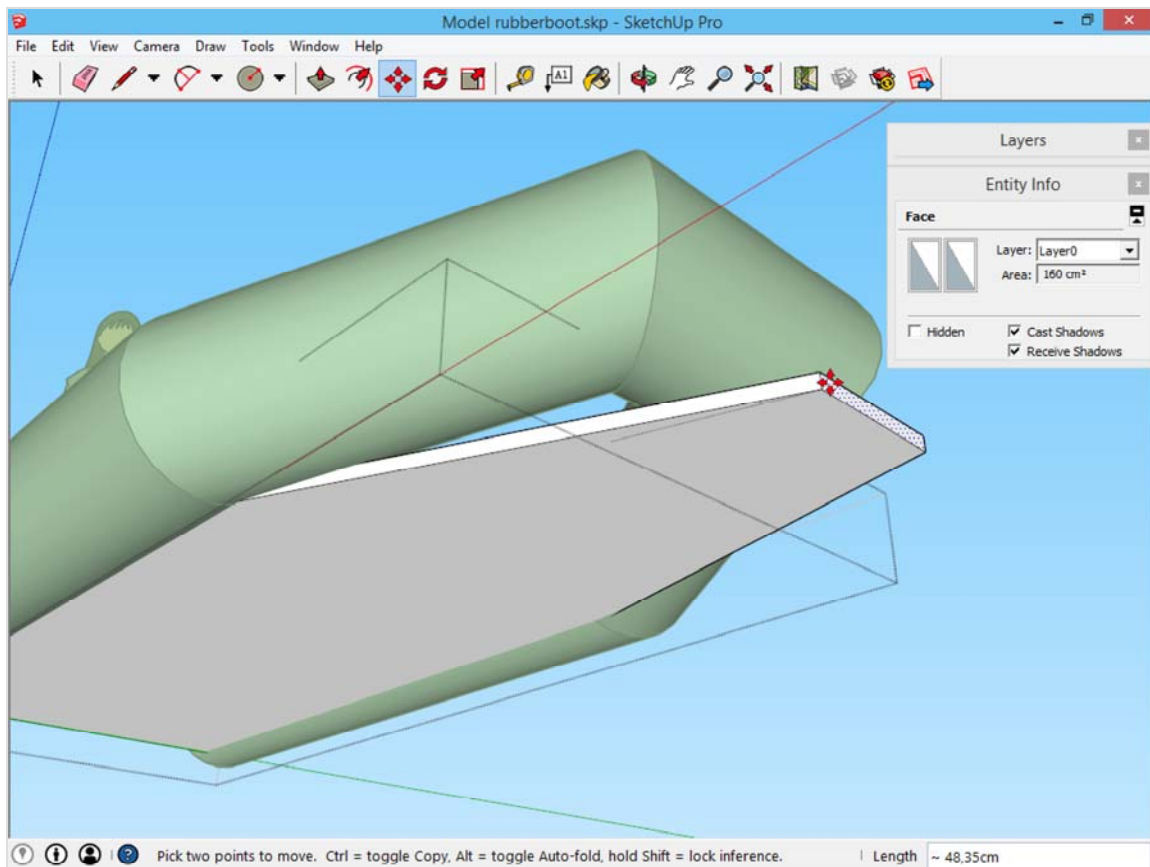 Model rubberboot.skp - SketchUp Pro
File Edit View Camera Draw Tools Window Help
A1
Layers
Entity Info
Face
Layer: Layer0
Area: 160 cm²
Hidden
Cast Shadows
Receive Shadows
Pick two points to move. Ctrl = toggle Copy, Alt = toggle Auto-fold, hold Shift = lock inference.
Length ~ 48,35cm